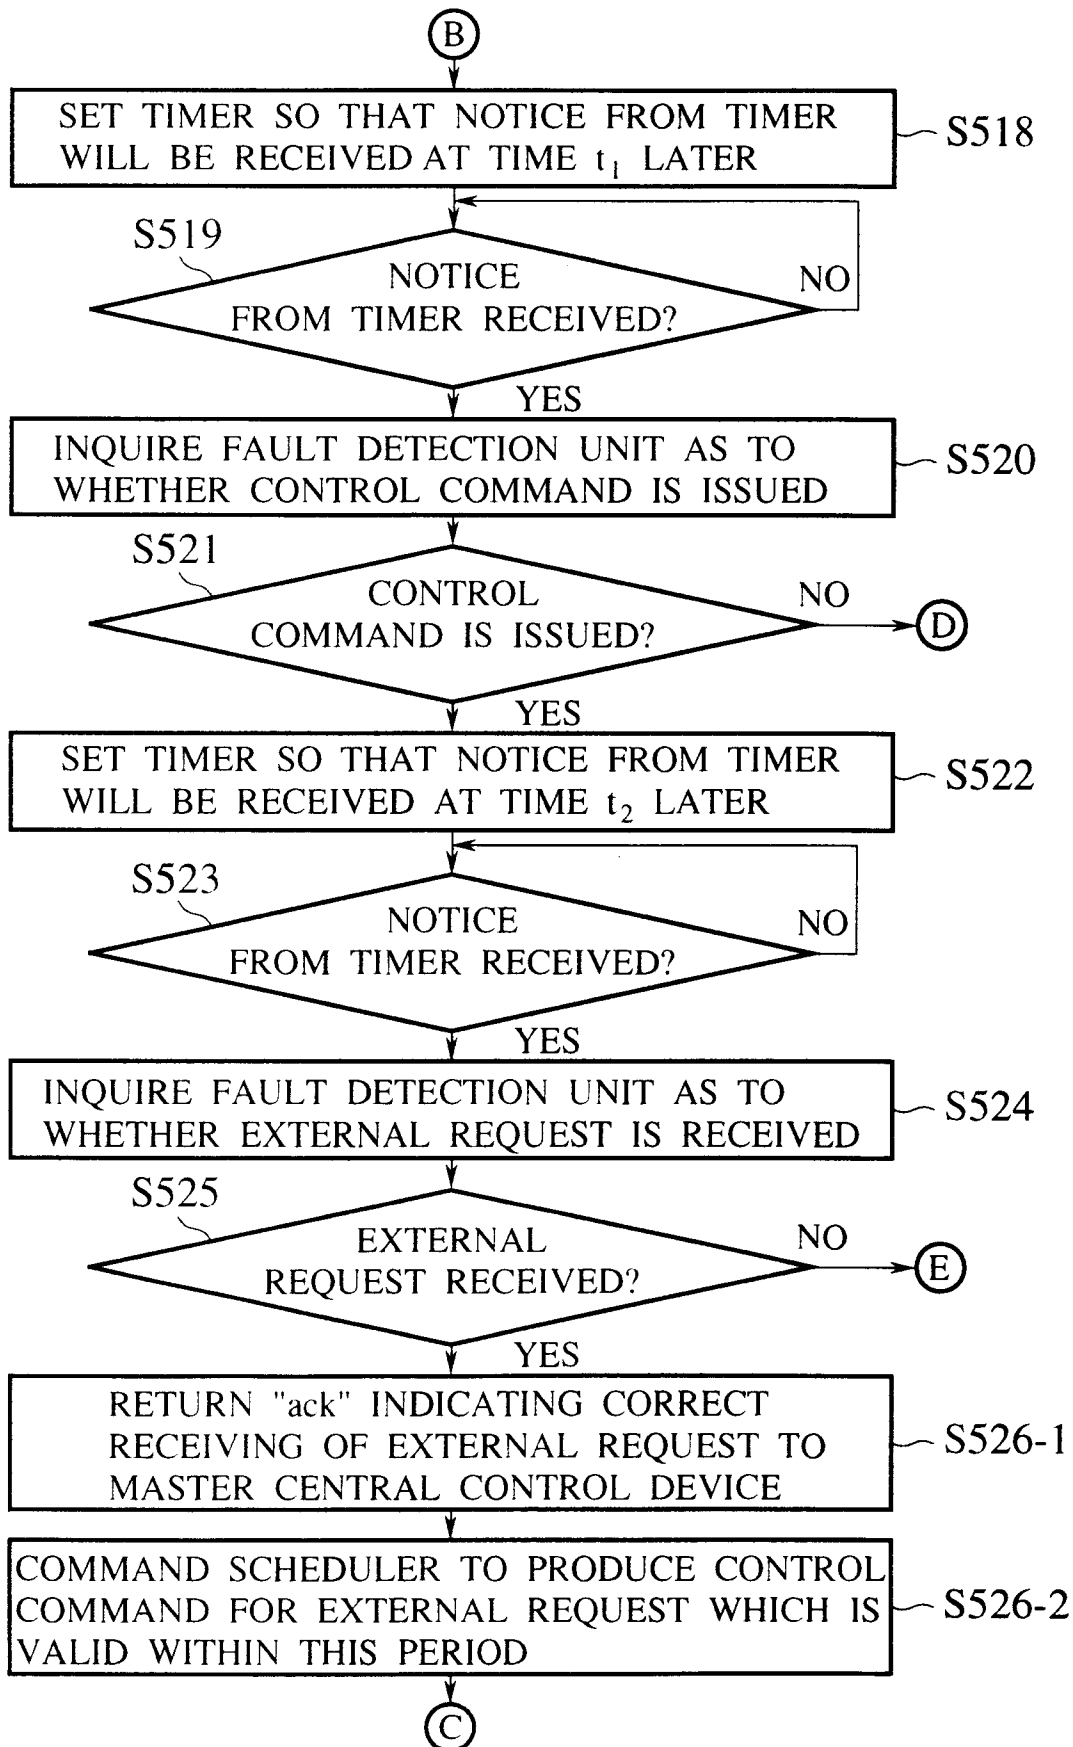 B
SET TIMER SO THAT NOTICE FROM TIMER
WILL BE RECEIVED AT TIME t1 LATER
S518
S519
NOTICE
FROM TIMER RECEIVED?
NO
YES
INQUIRE FAULT DETECTION UNIT AS TO
WHETHER CONTROL COMMAND IS ISSUED
S520
S521
CONTROL
COMMAND IS ISSUED?
NO
D
YES
SET TIMER SO THAT NOTICE FROM TIMER
WILL BE RECEIVED AT TIME t2 LATER
S522
S523
NOTICE
FROM TIMER RECEIVED?
NO
YES
INQUIRE FAULT DETECTION UNIT AS TO
WHETHER EXTERNAL REQUEST IS RECEIVED
S524
S525
EXTERNAL
REQUEST RECEIVED?
NO
E
YES
RETURN "ack" INDICATING CORRECT
RECEIVING OF EXTERNAL REQUEST TO
MASTER CENTRAL CONTROL DEVICE
S526-1
COMMAND SCHEDULER TO PRODUCE CONTROL
COMMAND FOR EXTERNAL REQUEST WHICH IS
VALID WITHIN THIS PERIOD
S526-2
C